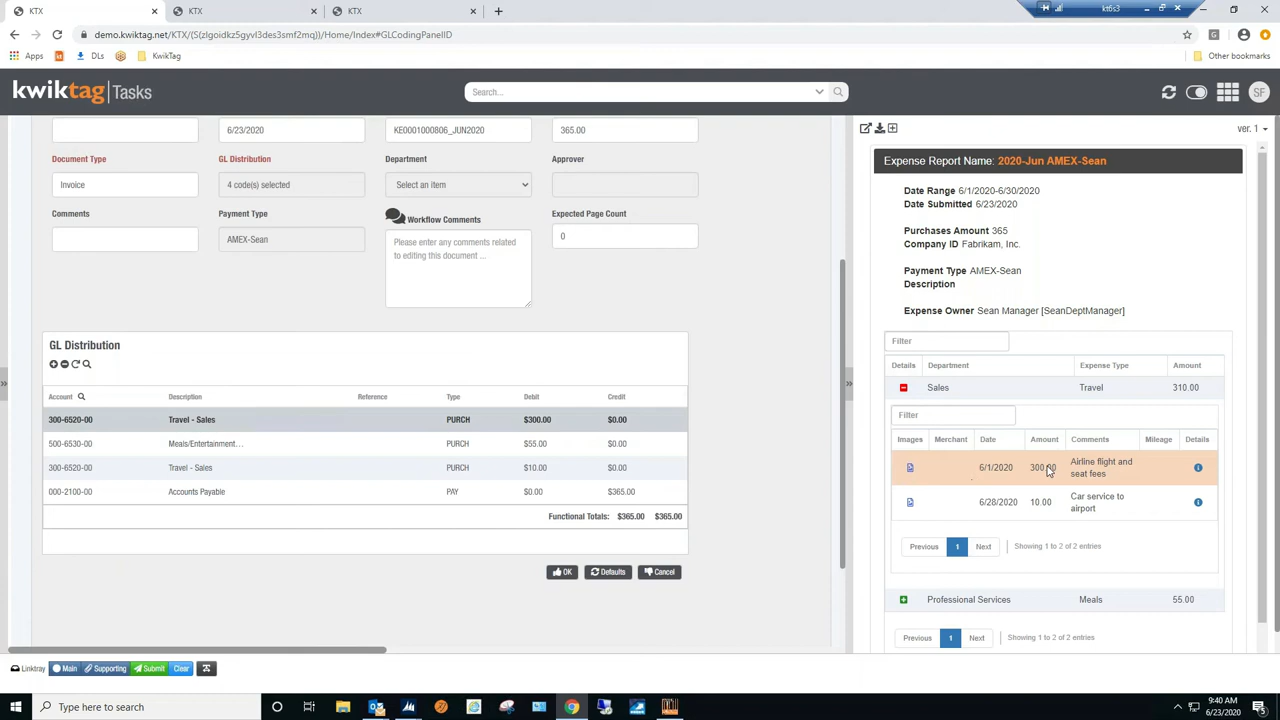 KTX
KTX
KTX
kt6s3
demo.kwiktag.net/KTX/(S(zlgoidkz5gyvl3des3smf2mq))/Home/Index#GLCodingPanelID
Apps
DLs
KwikTag
Other bookmarks
kwiktag|Tasks
Search...
SF
6/23/2020
KE0001000806_JUN2020
365.00
Document Type
GL Distribution
Department
Approver
Invoice
4 code(s) selected
Select an item
Comments
Payment Type
Workflow Comments
Expected Page Count
AMEX-Sean
Please enter any comments related
to editing this document ...
0
GL Distribution
Account
Description
Reference
Type
Debit
Credit
300-6520-00
Travel - Sales
PURCH
$300.00
$0.00
500-6530-00
Meals/Entertainment...
PURCH
$55.00
$0.00
300-6520-00
Travel - Sales
PURCH
$10.00
$0.00
000-2100-00
Accounts Payable
PAY
$0.00
$365.00
Functional Totals: $365.00 $365.00
OK
Defaults
Cancel
ver. 1
Expense Report Name: 2020-Jun AMEX-Sean
Date Range 6/1/2020-6/30/2020
Date Submitted 6/23/2020
Purchases Amount 365
Company ID Fabrikam, Inc.
Payment Type AMEX-Sean
Description
Expense Owner Sean Manager [SeanDeptManager]
Filter
Details
Department
Expense Type
Amount
Sales
Travel
310.00
Filter
Images
Merchant
Date
Amount
Comments
Mileage
Details
6/1/2020
300.00
Airline flight and
seat fees
6/28/2020
10.00
Car service to
airport
Previous
1
Next
Showing 1 to 2 of 2 entries
Professional Services
Meals
55.00
Previous
1
Next
Showing 1 to 2 of 2 entries
Linktray
Main
Supporting
Submit
Clear
Type here to search
9:40 AM
6/23/2020
5